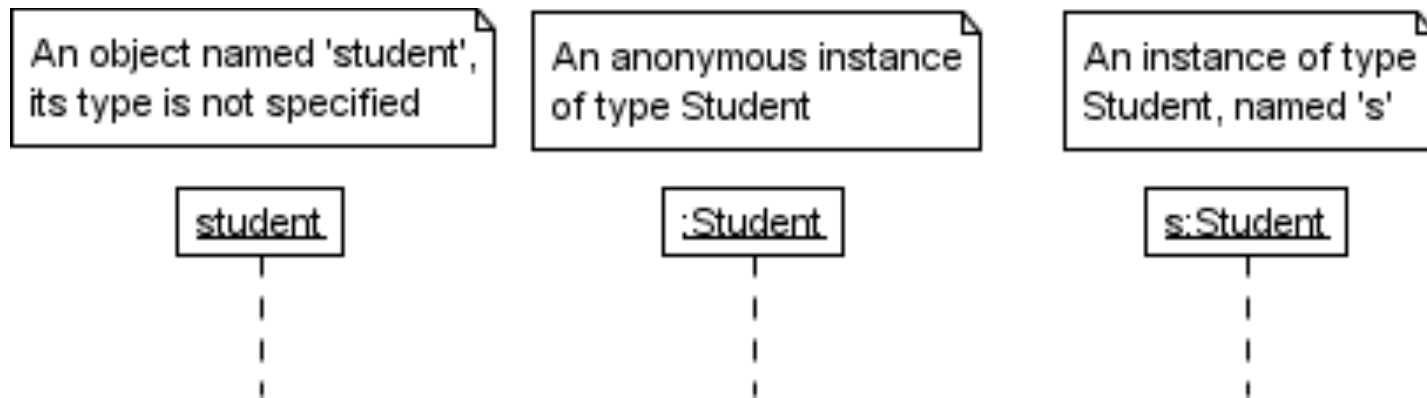 An object named 'student',
its type is not specified
An anonymous instance
of type Student
An instance of type
Student, named 's'
student
:Student
s:Student